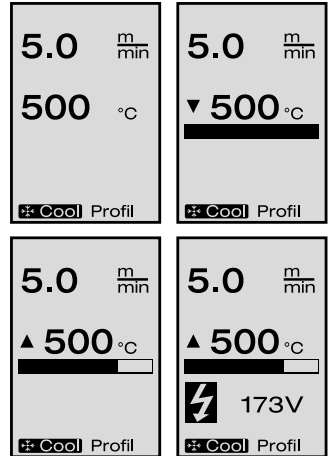 5.0 m/min
500 °C
Cool Profil
5.0 m/min
▼ 500 °C
Cool Profil
5.0 m/min
▲ 500 °C
Cool Profil
5.0 m/min
▲ 500 °C
173V
Cool Profil